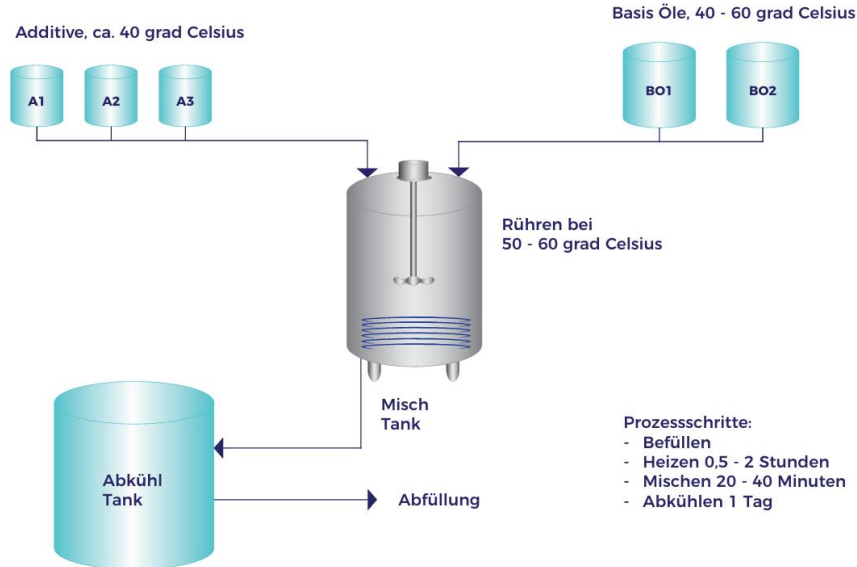 Additive, ca. 40 grad Celsius
Basis Öle, 40 - 60 grad Celsius
A1
A2
A3
BO1
BO2
Rühren bei
50 - 60 grad Celsius
Misch
Tank
Abkühl
Tank
Abfüllung
Prozessschritte:
- Befüllen
- Heizen 0,5 - 2 Stunden
- Mischen 20 - 40 Minuten
- Abkühlen 1 Tag